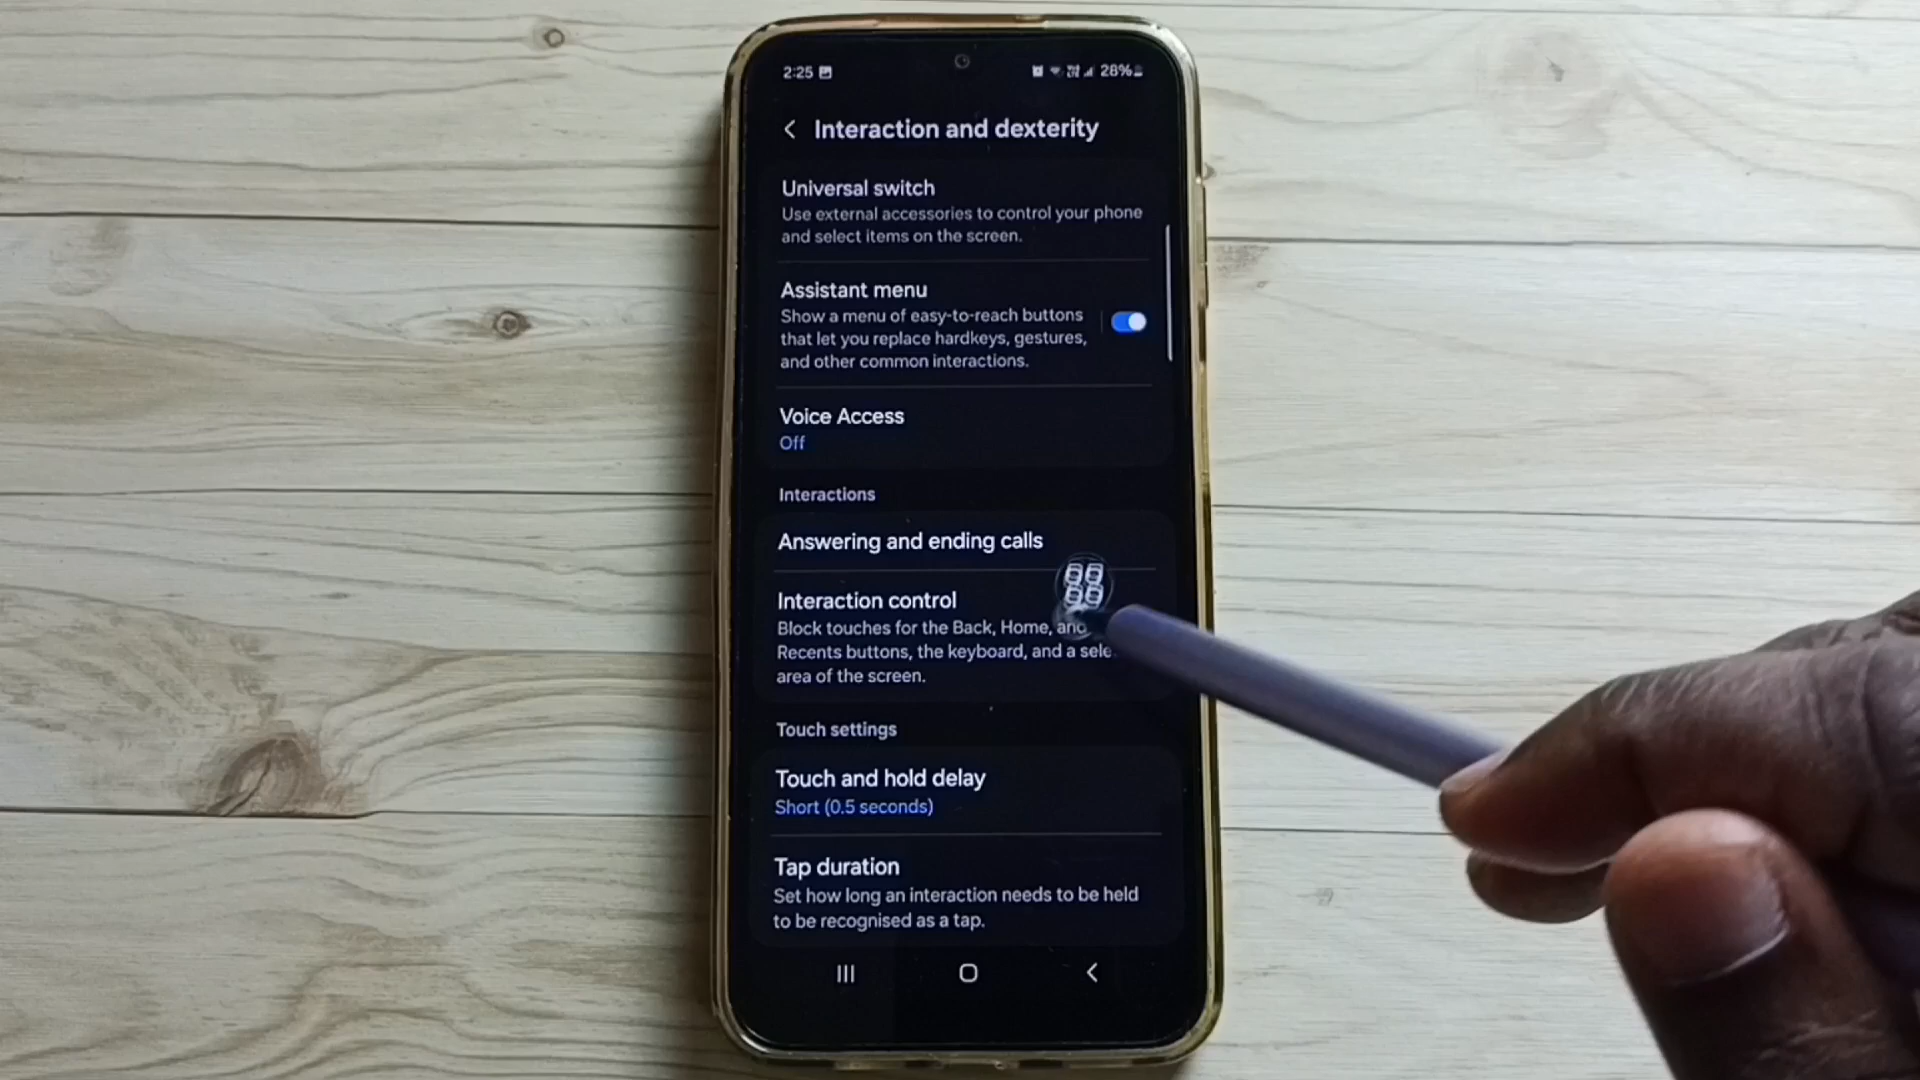 2:25
28%
Interaction and dexterity
Universal switch
Use external accessories to control your phone
and select items on the screen.
Assistant menu
Show a menu of easy-to-reach buttons
that let you replace hardkeys, gestures,
and other common interactions.
Voice Access
Off
Interactions
Answering and ending calls
Interaction control
Block touches for the Back, Home, and
Recents buttons, the keyboard, and a sele
area of the screen.
Touch settings
Touch and hold delay
Short (0.5 seconds)
Tap duration
Set how long an interaction needs to be held
to be recognised as a tap.